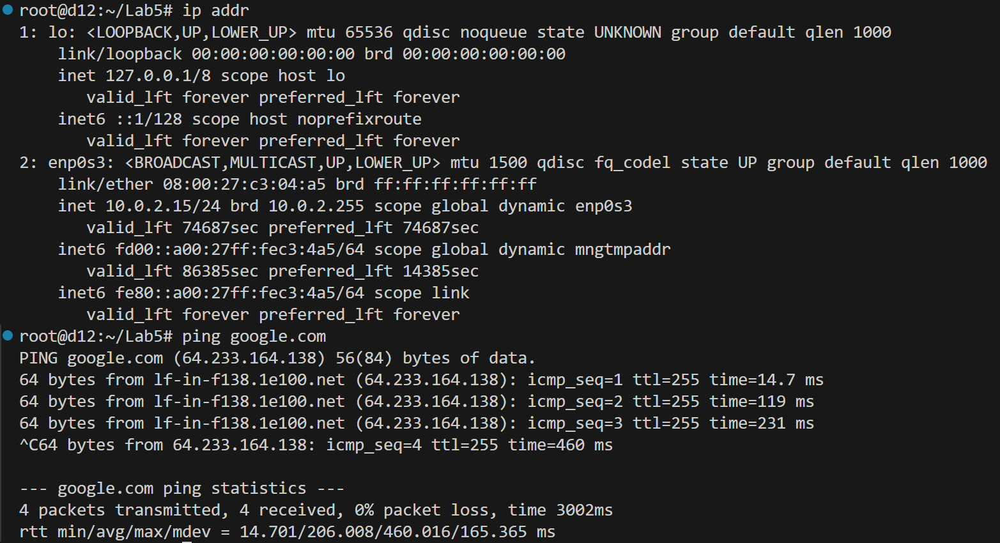 root@d12:~/Lab5# ip addr
1: lo: <LOOPBACK,UP,LOWER_UP> mtu 65536 qdisc noqueue state UNKNOWN group default qlen 1000
    link/loopback 00:00:00:00:00:00 brd 00:00:00:00:00:00
    inet 127.0.0.1/8 scope host lo
       valid_lft forever preferred_lft forever
    inet6 ::1/128 scope host noprefixroute
       valid_lft forever preferred_lft forever
2: enp0s3: <BROADCAST,MULTICAST,UP,LOWER_UP> mtu 1500 qdisc fq_codel state UP group default qlen 1000
    link/ether 08:00:27:c3:04:a5 brd ff:ff:ff:ff:ff:ff
    inet 10.0.2.15/24 brd 10.0.2.255 scope global dynamic enp0s3
       valid_lft 74687sec preferred_lft 74687sec
    inet6 fd00::a00:27ff:fec3:4a5/64 scope global dynamic mngtmpaddr
       valid_lft 86385sec preferred_lft 14385sec
    inet6 fe80::a00:27ff:fec3:4a5/64 scope link
       valid_lft forever preferred_lft forever
root@d12:~/Lab5# ping google.com
PING google.com (64.233.164.138) 56(84) bytes of data.
64 bytes from lf-in-f138.1e100.net (64.233.164.138): icmp_seq=1 ttl=255 time=14.7 ms
64 bytes from lf-in-f138.1e100.net (64.233.164.138): icmp_seq=2 ttl=255 time=119 ms
64 bytes from lf-in-f138.1e100.net (64.233.164.138): icmp_seq=3 ttl=255 time=231 ms
^C64 bytes from 64.233.164.138: icmp_seq=4 ttl=255 time=460 ms

--- google.com ping statistics ---
4 packets transmitted, 4 received, 0% packet loss, time 3002ms
rtt min/avg/max/mdev = 14.701/206.008/460.016/165.365 ms